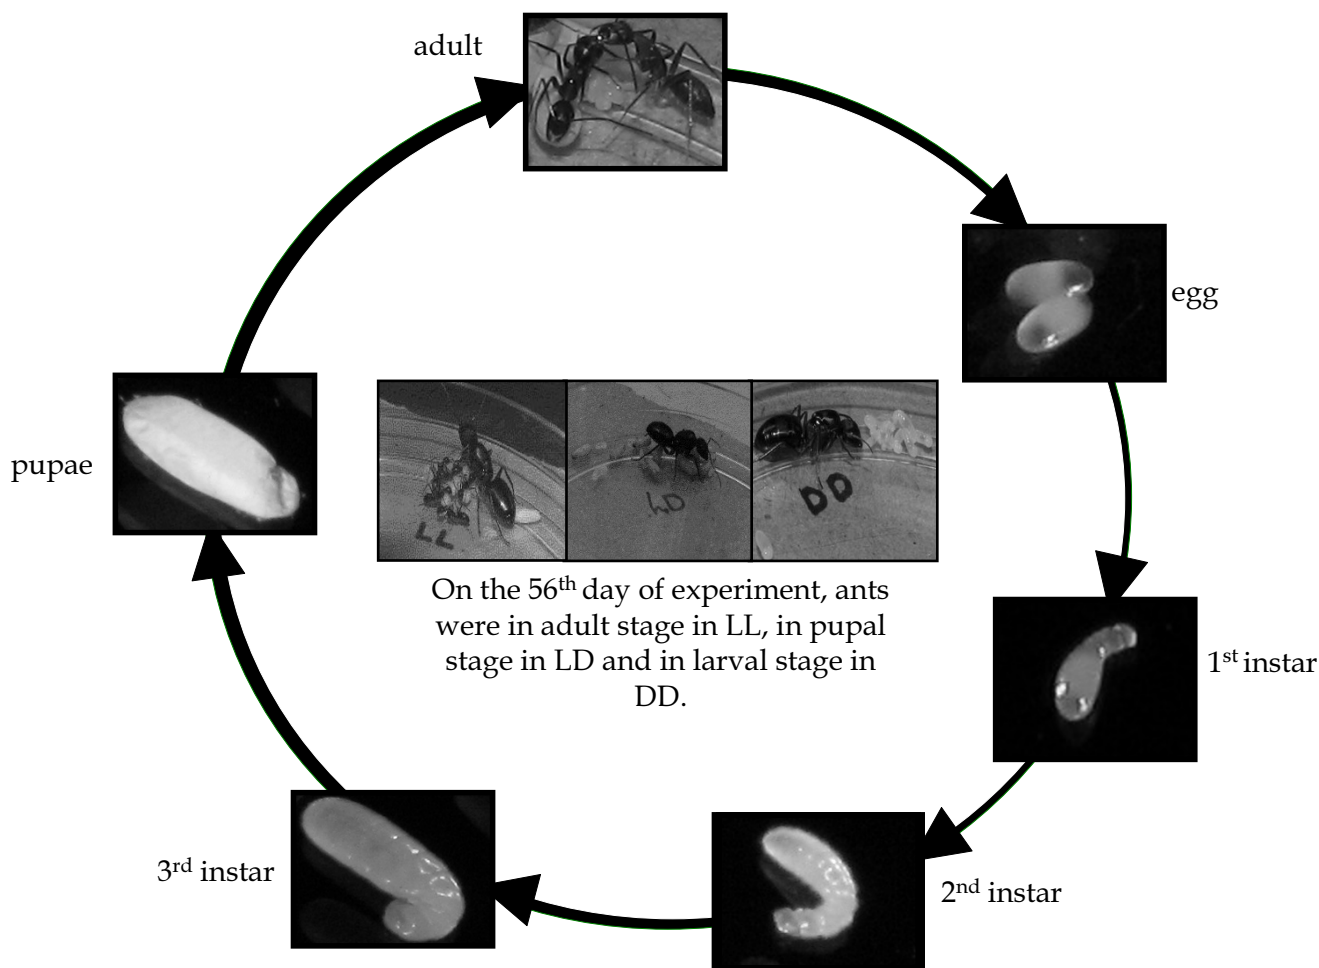 adult
egg
pupae
LL
LD
DD
On the 56th day of experiment, ants
were in adult stage in LL, in pupal
stage in LD and in larval stage in
DD.
1st instar
3rd instar
2nd instar